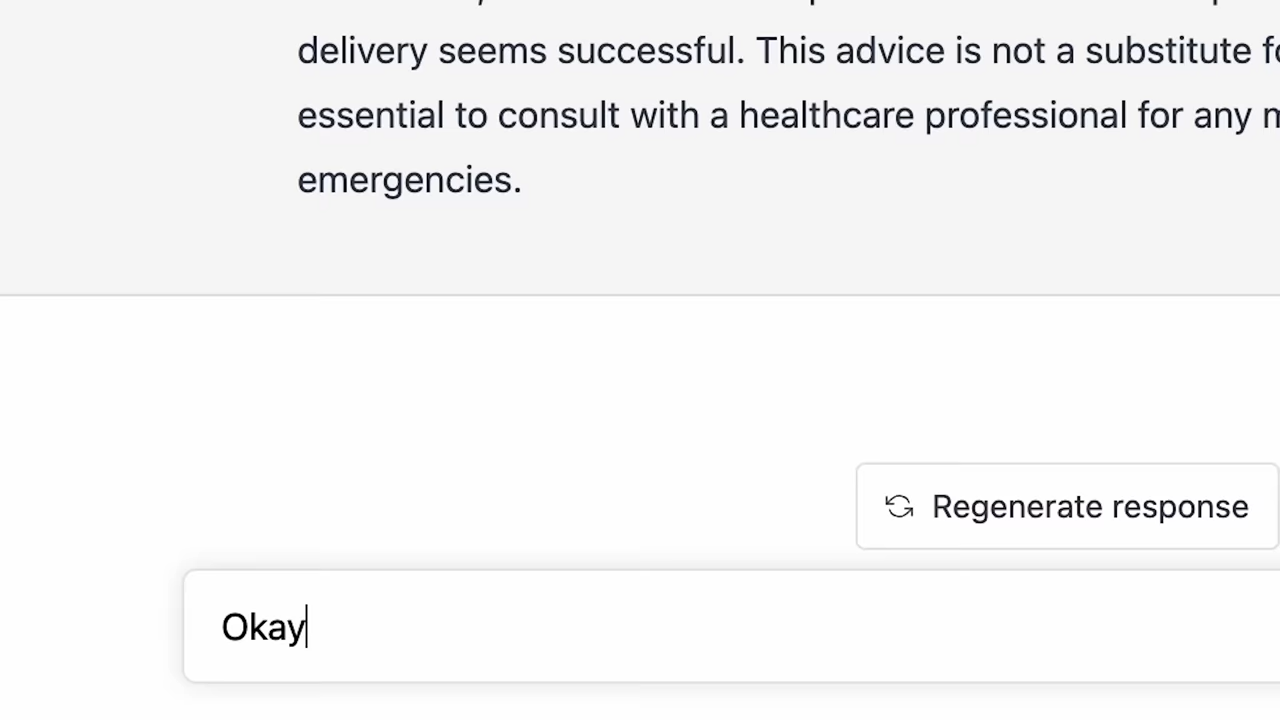 delivery seems successful. This advice is not a substitute
essential to consult with a healthcare professional for any
emergencies.
Regenerate response
Okay